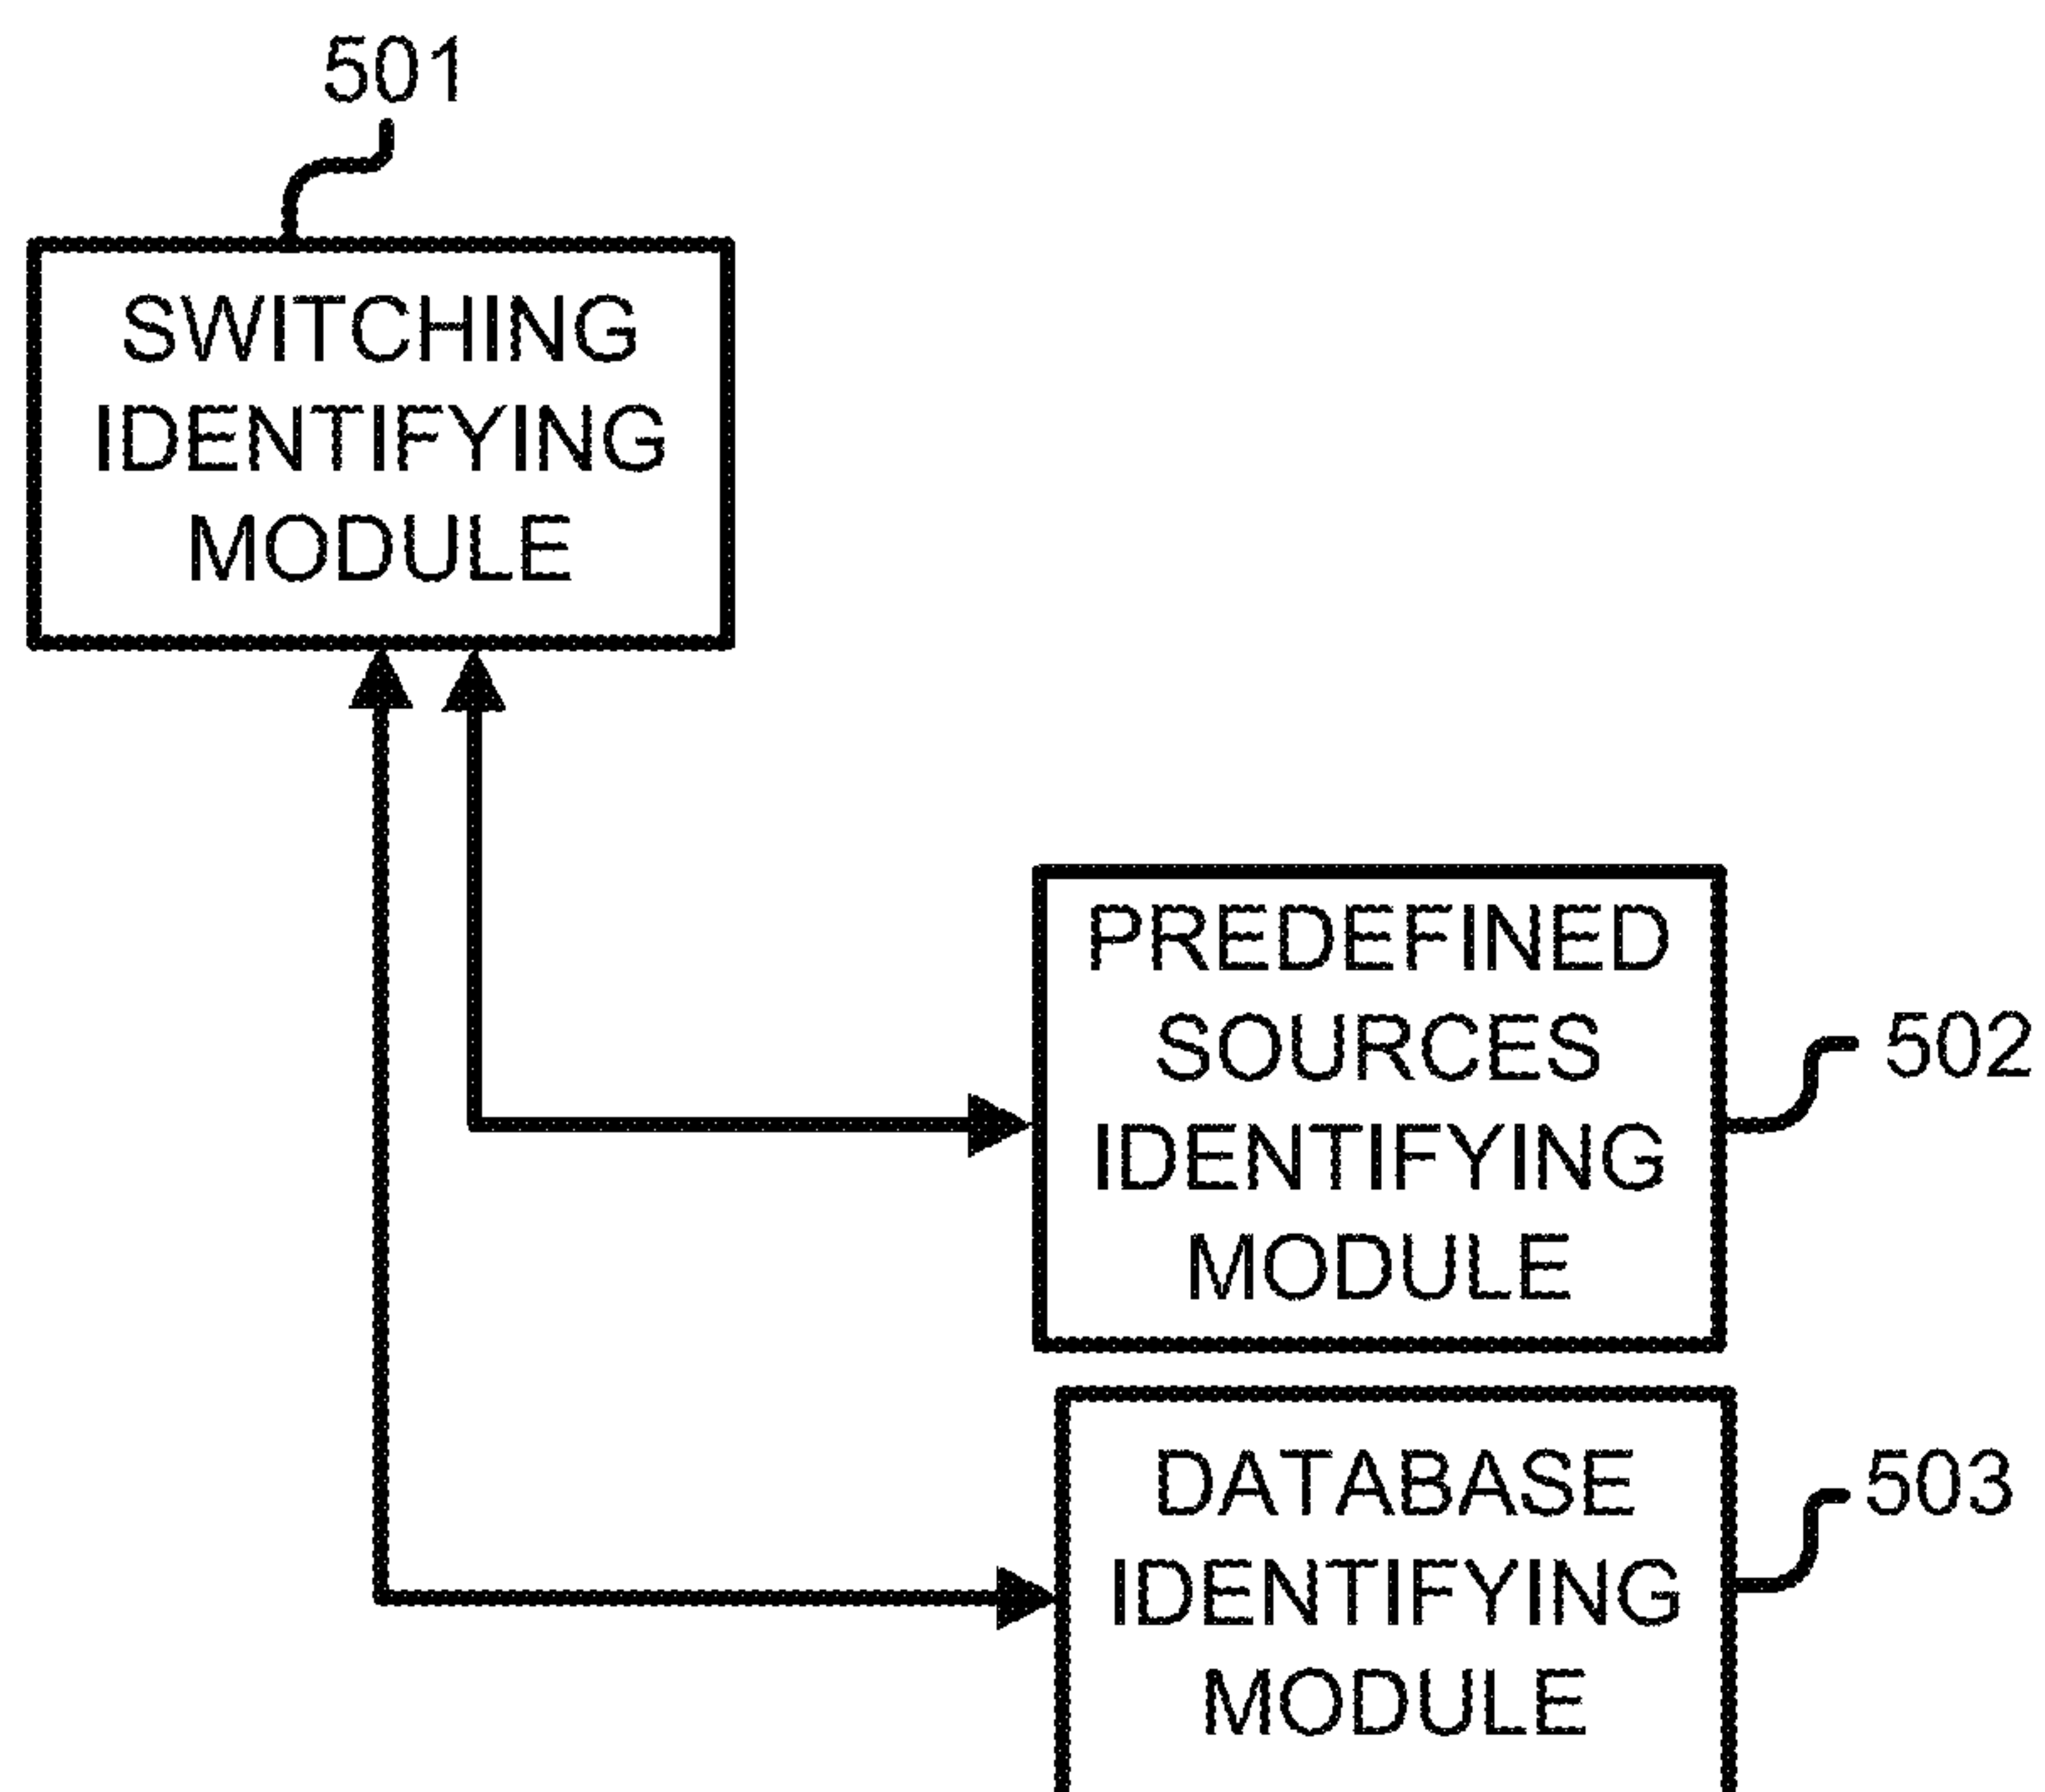 501
SWITCHING
IDENTIFYING
MODULE
PREDEFINED
SOURCES
IDENTIFYING
MODULE
502
DATABASE
IDENTIFYING
MODULE
503